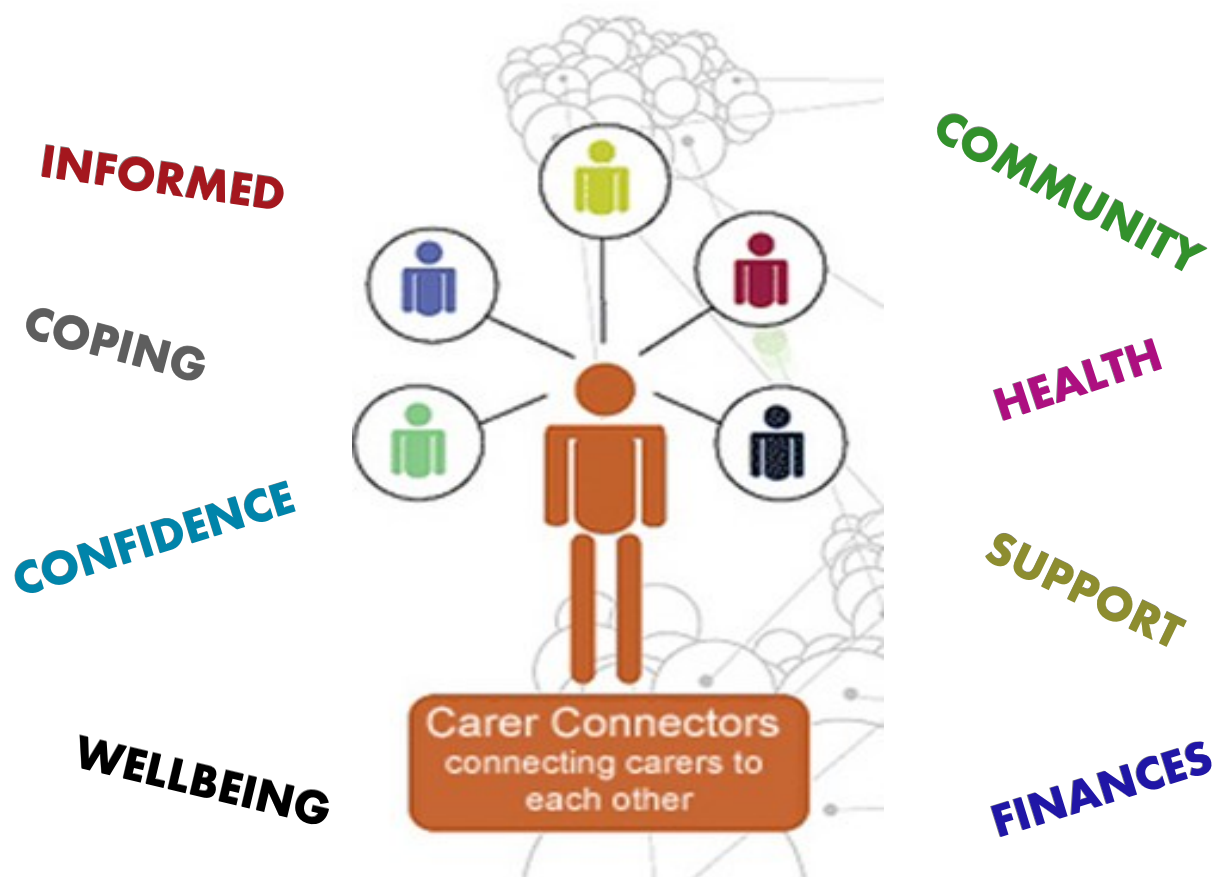 INFORMED
COPING
CONFIDENCE
WELLBEING
Carer Connectors
connecting carers to
each other
COMMUNITY
HEALTH
SUPPORT
FINANCES